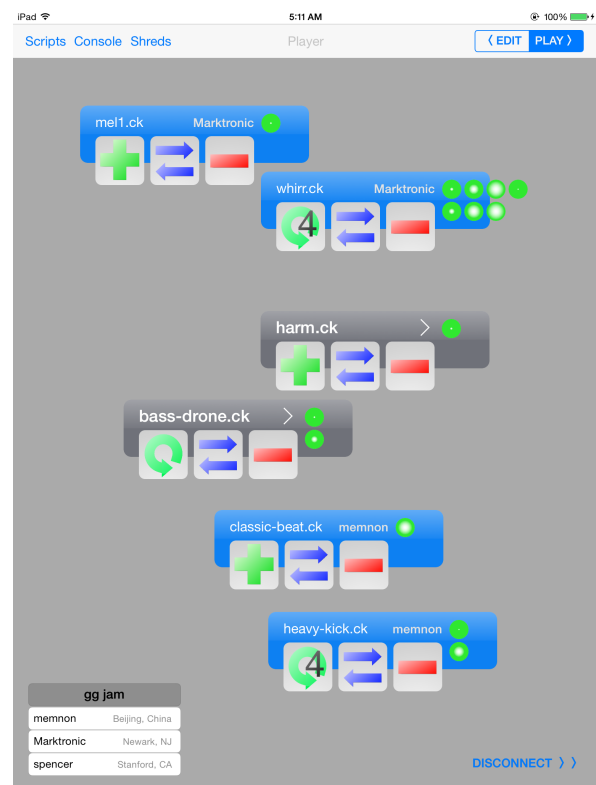 iPad 5:11 AM 100%
Scripts Console Shreds Player EDIT PLAY
mel1.ck Marktronic
whirr.ck Marktronic
4
harm.ck
bass-drone.ck
classic-beat.ck memnon
heavy-kick.ck memnon
4
gg jam
memnon Beijing, China
Marktronic Newark, NJ
spencer Stanford, CA
DISCONNECT